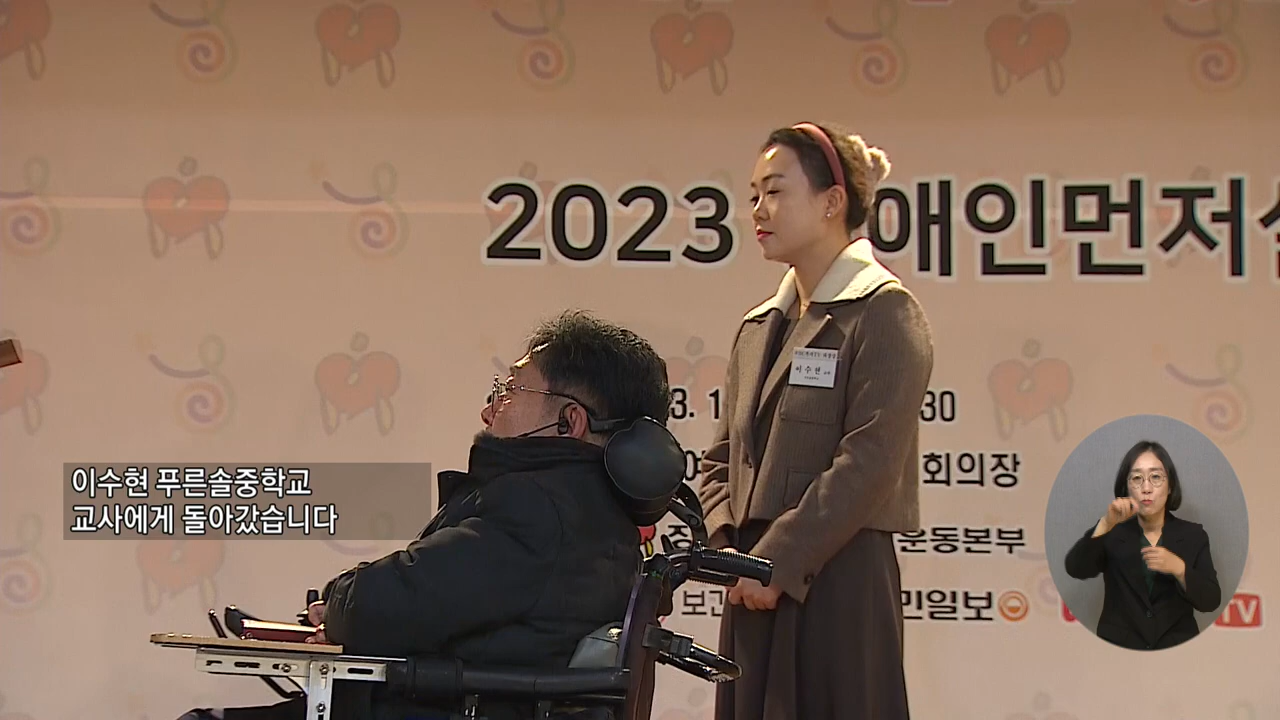 2023 애인먼저실
이수현
3. 1 30
회의장
운동본부
보건 민일보
TV
이수현 푸른솔중학교
교사에게 돌아갔습니다